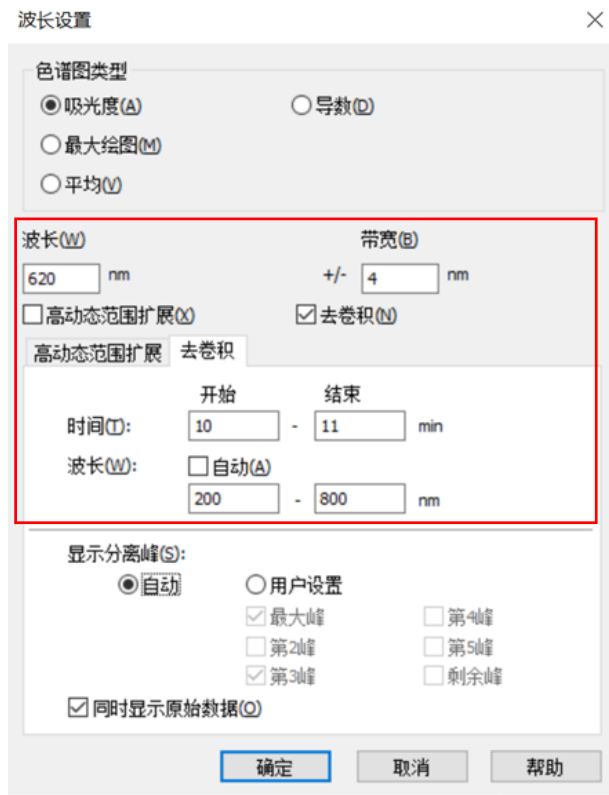 波长设置
色谱图类型
吸光度(A) 导数(D)
最大绘图(M)
平均(V)
波长(W) 带宽(B)
620 nm +/- 4 nm
高动态范围扩展(X) 去卷积(N)
高动态范围扩展 去卷积
开始 结束
时间(T): 10 - 11 min
波长(W): 自动(A)
200 - 800 nm
显示分离峰(S):
自动 用户设置
最大峰 第4峰
第2峰 第5峰
第3峰 剩余峰
同时显示原始数据(O)
确定 取消 帮助